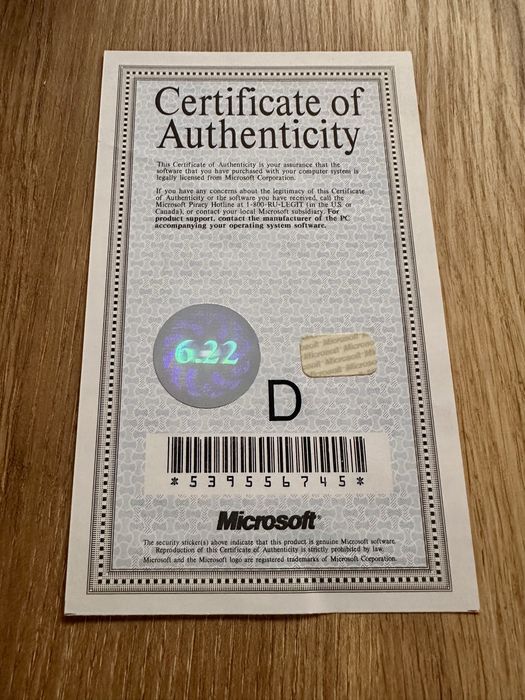 Certificate of
Authenticity
This Certificate of Authenticity is your assurance that the
software that you have purchased with your computer system is
legally licensed from Microsoft Corporation.
If you have any concerns about the legitimacy of this Certificate
of Authenticity or the software you have received, call the
Microsoft Piracy Hotline at 1-800-RU-LEGIT (in the U.S. or
Canada), or contact your local Microsoft subsidiary. For
product support, contact the manufacturer of the PC
accompanying your operating system software.
6.22
D
*5395556745*
Microsoft®
The security sticker(s) above indicate that this product is genuine Microsoft software.
Reproduction of this Certificate of Authenticity is strictly prohibited by law.
Microsoft and the Microsoft logo are registered trademarks of Microsoft Corporation.